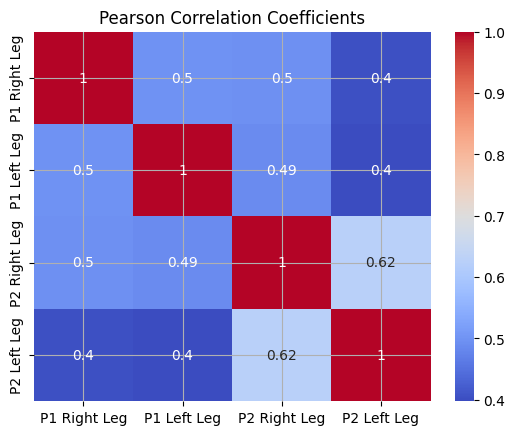 Pearson Correlation Coefficients
P1 Right Leg 1 0.5 0.5 0.4
P1 Left Leg 0.5 1 0.49 0.4
P2 Right Leg 0.5 0.49 1 0.62
P2 Left Leg 0.4 0.4 0.62 1
P1 Right Leg P1 Left Leg P2 Right Leg P2 Left Leg
1.0
0.9
0.8
0.7
0.6
0.5
0.4